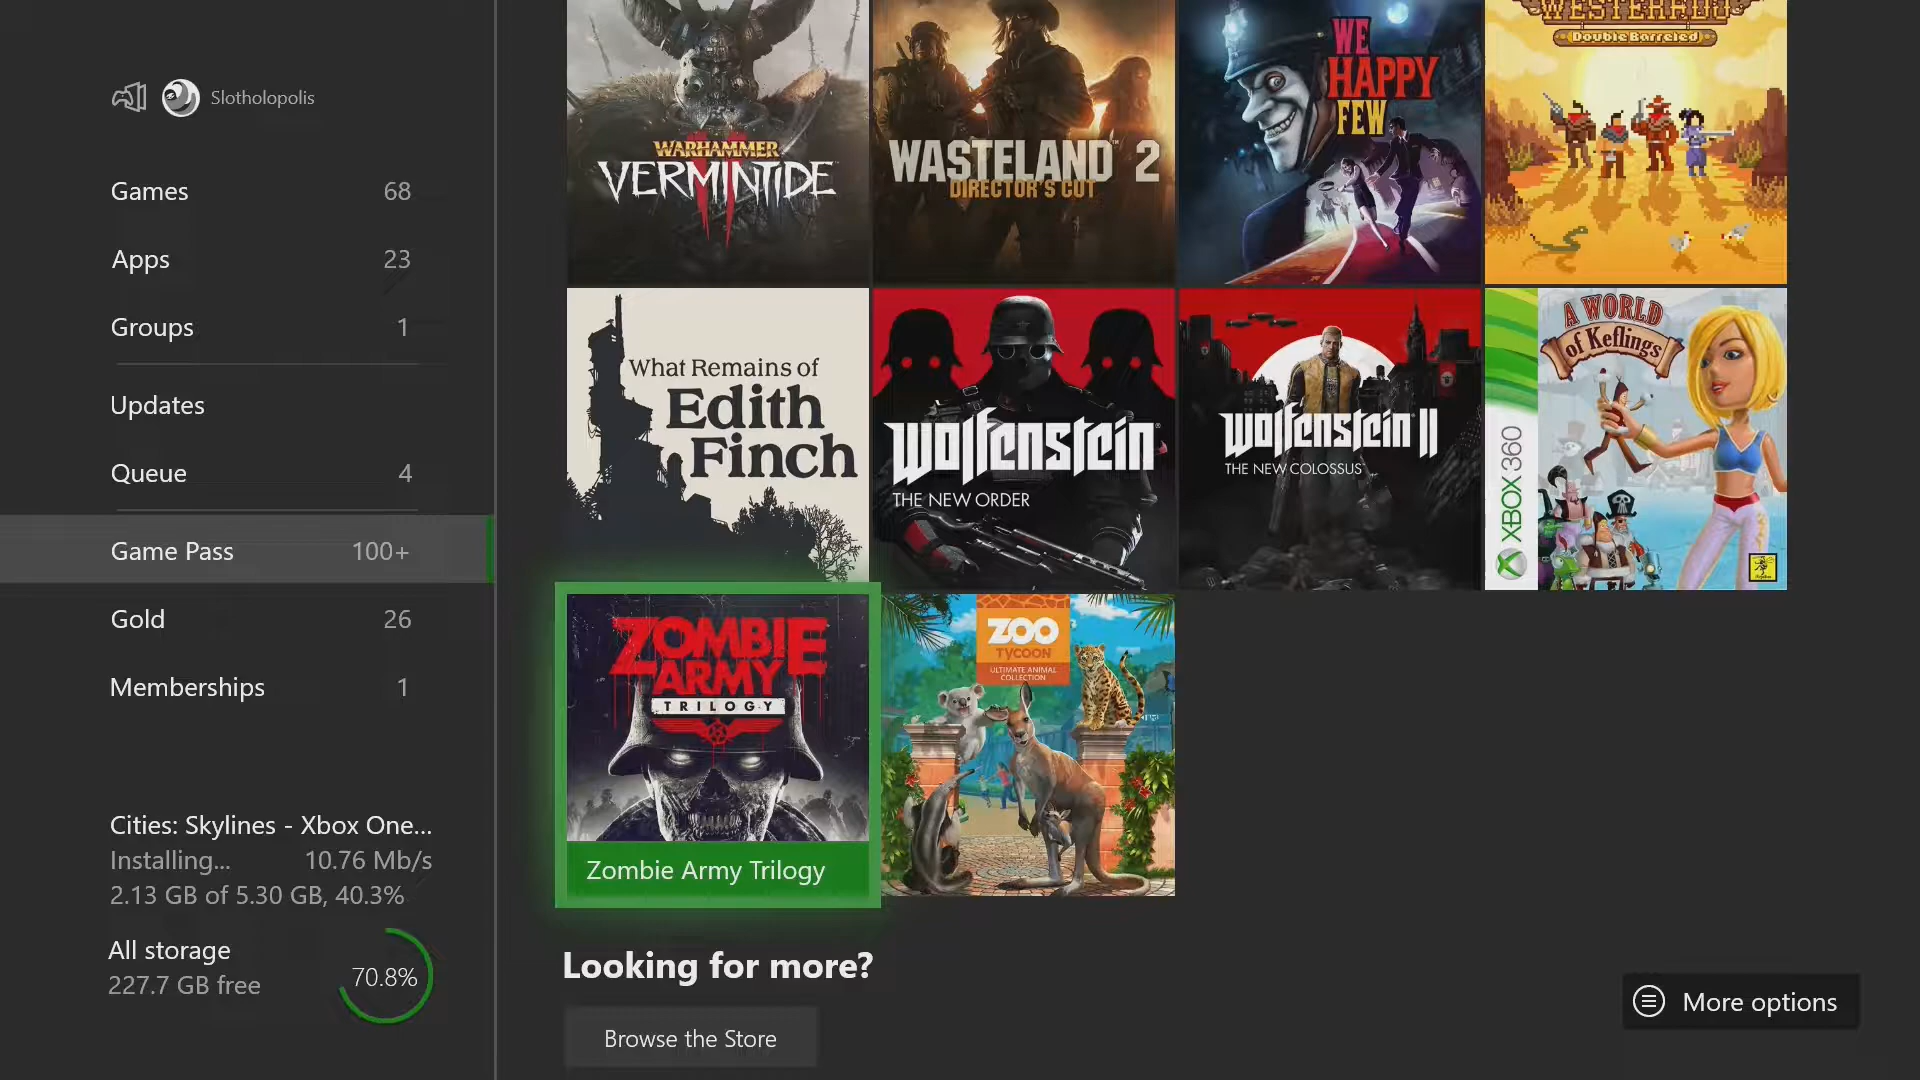 Slotholopolis
Games 68
Apps 23
Groups 1
Updates
Queue 4
Game Pass 100+
Gold 26
Memberships 1
Cities: Skylines - Xbox One...
Installing... 10.76 Mb/s
2.13 GB of 5.30 GB, 40.3%
All storage
227.7 GB free
70.8%
WARHAMMER
VERMINTIDE
II
WASTELAND 2
DIRECTOR'S CUT
WE
HAPPY
FEW
WESTERADO
Double Barreled
What Remains of
Edith
Finch
Wolfenstein
THE NEW ORDER
Wolfenstein II
THE NEW COLOSSUS
XBOX 360
A WORLD
of Keflings
ZOMBIE
ARMY
TRILOGY
Zombie Army Trilogy
ZOO
TYCOON
ULTIMATE ANIMAL
COLLECTION
Looking for more?
Browse the Store
More options